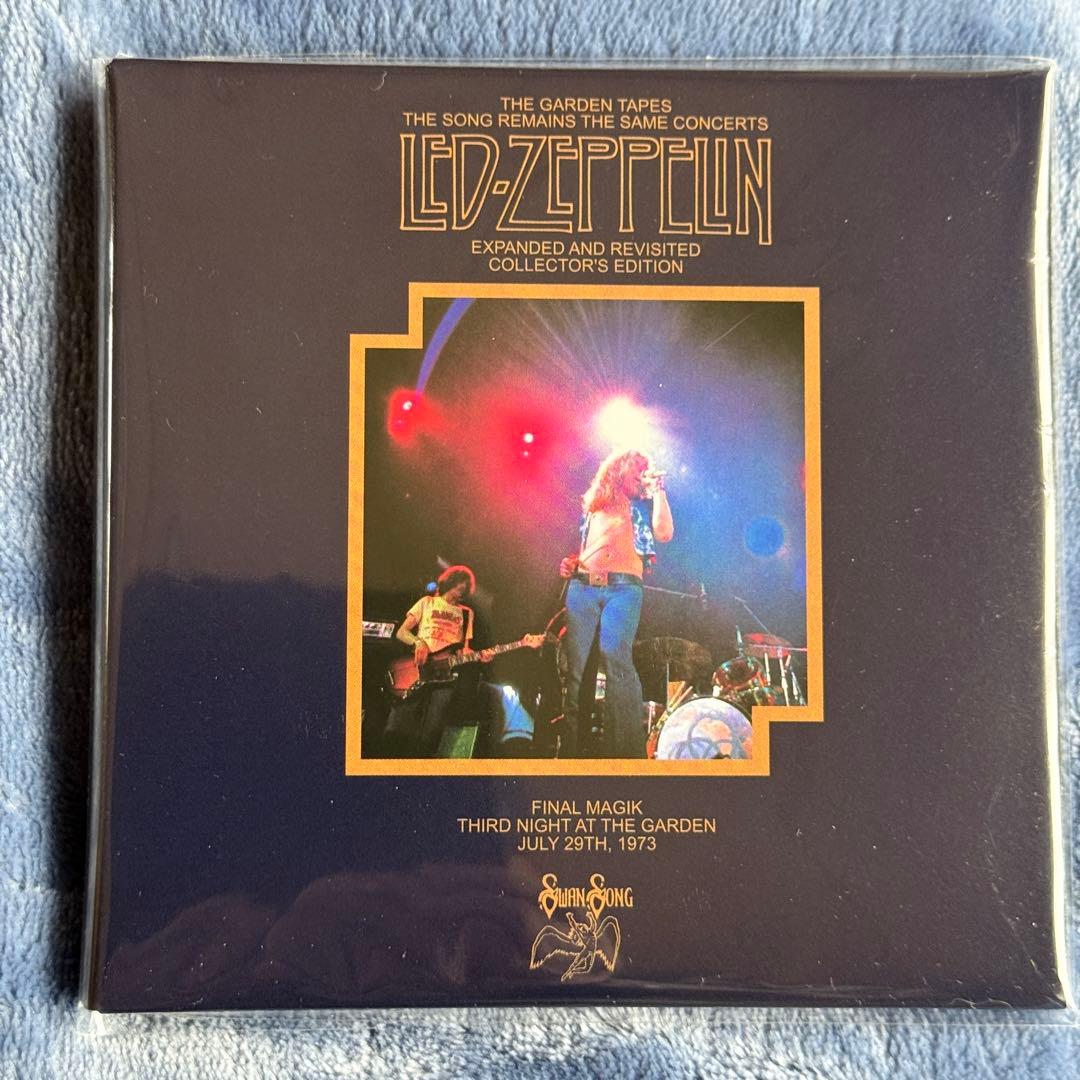 THE GARDEN TAPES
THE SONG REMAINS THE SAME CONCERTS
LED-ZEPPELIN
EXPANDED AND REVISITED
COLLECTOR'S EDITION
FINAL MAGIK
THIRD NIGHT AT THE GARDEN
JULY 29TH, 1973
SWAN SONG